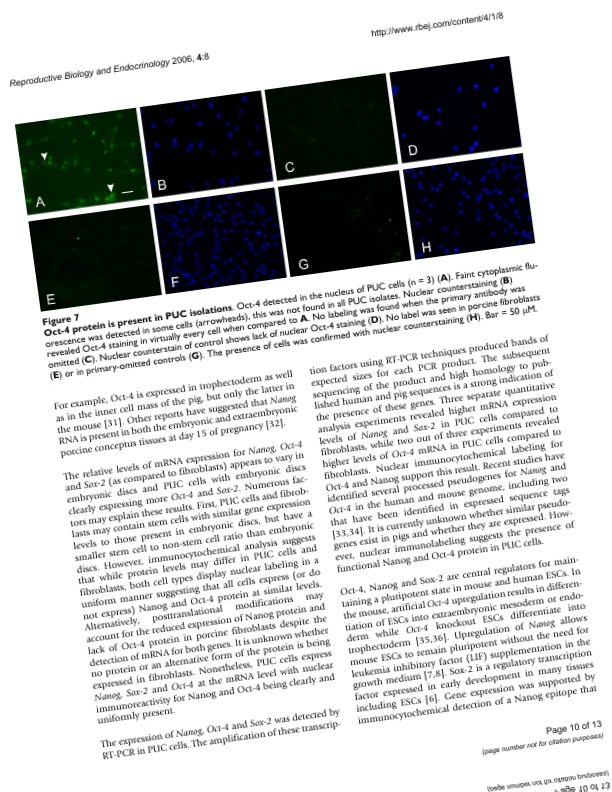 http://www.rbej.com/content/4/1/8
Reproductive Biology and Endocrinology 2006, 4:8
A
B
C
D
E
F
G
H
Figure 7
Oct-4 protein is present in PUC isolations. Oct-4 detected in the nucleus of PUC cells (n = 3) (A). Faint cytoplasmic flu-
orescence was detected in some cells (arrowheads), this was not found in all PUC isolates. Nuclear counterstaining (B)
revealed Oct-4 staining in virtually every cell when compared to A. No labeling was found when the primary antibody was
omitted (C). Nuclear counterstain of control shows lack of nuclear Oct-4 staining (D). No label was seen in porcine fibroblasts
(E) or in primary-omitted controls (G). The presence of cells was confirmed with nuclear counterstaining (H). Bar = 50 μM.
For example, Oct-4 is expressed in trophectoderm as well
as in the inner cell mass of the pig, but only the latter in
the mouse [31]. Other reports have suggested that Nanog
RNA is present in both the embryonic and extraembryonic
porcine conceptus tissues at day 15 of pregnancy [32].
The relative levels of mRNA expression for Nanog, Oct-4
and Sox-2 (as compared to fibroblasts) appears to vary in
embryonic discs and PUC cells with embryonic discs
clearly expressing more Oct-4 and Sox-2. Numerous fac-
tors may explain these results. First, PUC cells and fibrob-
lasts may contain stem cells with similar gene expression
levels to those present in embryonic discs, but have a
smaller stem cell to non-stem cell ratio than embryonic
discs. However, immunocytochemical analysis suggests
that while protein levels may differ in PUC cells and
fibroblasts, both cell types display nuclear labeling in a
uniform manner suggesting that all cells express (or do
not express) Nanog and Oct-4 protein at similar levels.
Alternatively, posttranslational modifications may
account for the reduced expression of Nanog protein and
lack of Oct-4 protein in porcine fibroblasts despite the
detection of mRNA for both genes. It is unknown whether
no protein or an alternative form of the protein is being
expressed in fibroblasts. Nonetheless, PUC cells express
Nanog, Sox-2 and Oct-4 at the mRNA level with nuclear
immunoreactivity for Nanog and Oct-4 being clearly and
uniformly present.
The expression of Nanog, Oct-4 and Sox-2 was detected by
RT-PCR in PUC cells. The amplification of these transcrip-
tion factors using RT-PCR techniques produced bands of
expected sizes for each PCR product. The subsequent
sequencing of the product and high homology to pub-
lished human and pig sequences is a strong indication of
the presence of these genes. Three separate quantitative
analysis experiments revealed higher mRNA expression
levels of Nanog and Sox-2 in PUC cells compared to
fibroblasts, while two out of three experiments revealed
higher levels of Oct-4 mRNA in PUC cells compared to
fibroblasts. Nuclear immunocytochemical labeling for
Oct-4 and Nanog support this result. Recent studies have
identified several processed pseudogenes for Nanog and
Oct-4 in the human and mouse genome, including two
that have been identified in expressed sequence tags
[33,34]. It is currently unknown whether similar pseudo-
genes exist in pigs and whether they are expressed. How-
ever, nuclear immunolabeling suggests the presence of
functional Nanog and Oct-4 protein in PUC cells.
Oct-4, Nanog and Sox-2 are central regulators for main-
taining a pluripotent state in mouse and human ESCs. In
the mouse, artificial Oct-4 upregulation results in differen-
tiation of ESCs into extraembryonic mesoderm or endo-
derm while Oct-4 knockout ESCs differentiate into
trophectoderm [35,36]. Upregulation of Nanog allows
mouse ESCs to remain pluripotent without the need for
leukemia inhibitory factor (LIF) supplementation in the
growth medium [7,8]. Sox-2 is a regulatory transcription
factor expressed in early development in many tissues
including ESCs [6]. Gene expression was supported by
immunocytochemical detection of a Nanog epitope that
Page 10 of 13
(page number not for citation purposes)
(page number not for citation purposes)
Page 10 of 13